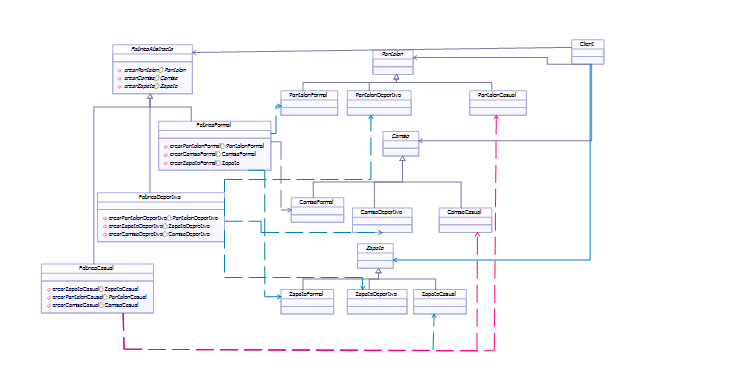 FabricaAbstracta
crearPantalon() Pantalon
crearCamisa() Camisa
crearZapato() Zapato
Pantalon
Client
PantalonFormal
PantalonDeportivo
PantalonCasual
FabricaFormal
crearPantalonFormal() PantalonFormal
crearCamisaFormal() CamisaFormal
crearZapatoFormal() Zapato
Camisa
FabricaDeportivo
crearPantalonDeportivo() PantalonDeportivo
crearZapatoDeportivo() ZapatoDeportivo
crearCamisaDeportivo() CamisaDeportivo
CamisaFormal
CamisaDeportivo
CamisaCasual
Zapato
FabricaCasual
crearZapatoCasual() ZapatoCasual
crearPantalonCasual() PantalonCasual
crearCamisaCasual() CamisaCasual
ZapatoFormal
ZapatoDeportivo
ZapatoCasual